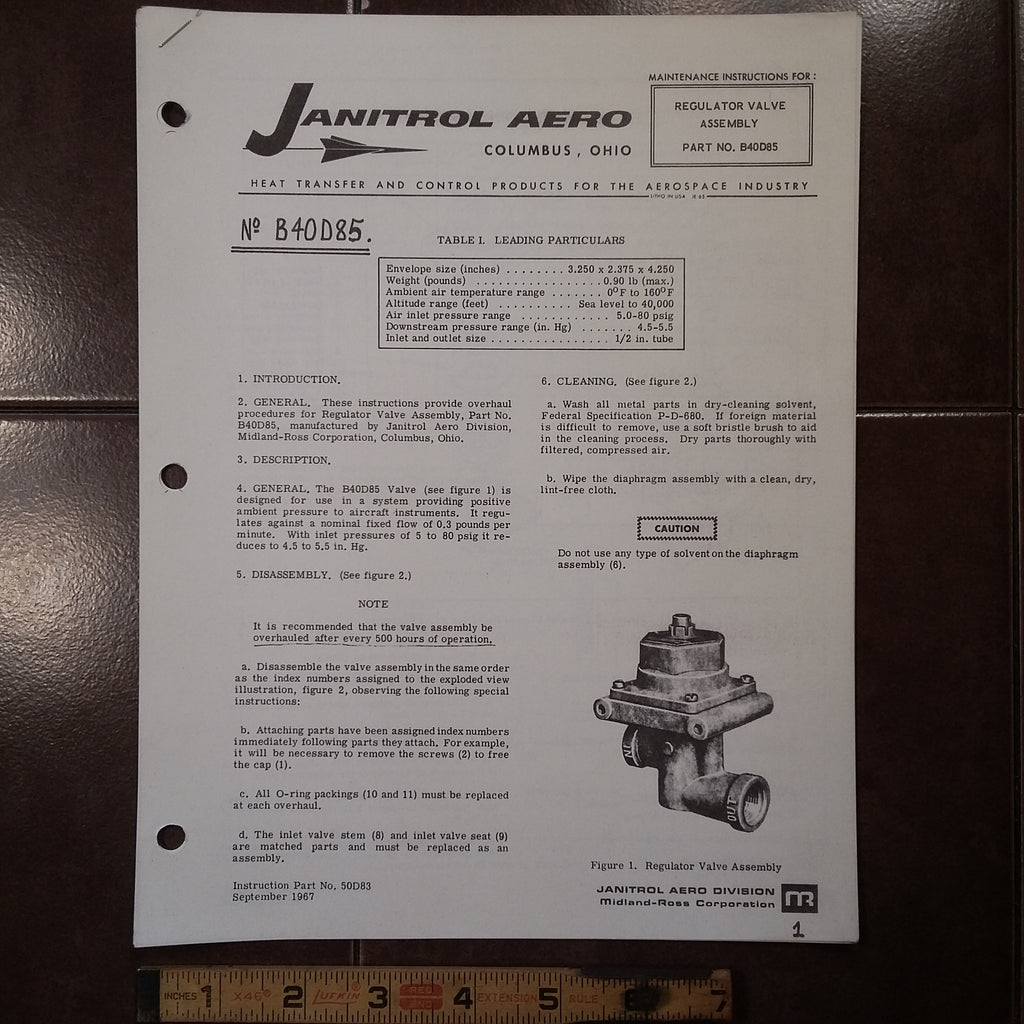 MAINTENANCE INSTRUCTIONS FOR :
JANITROL AERO
COLUMBUS , OHIO
REGULATOR VALVE
ASSEMBLY
PART NO. B40D85
HEAT TRANSFER AND CONTROL PRODUCTS FOR THE AEROSPACE INDUSTRY
LITHO IN USA
Nº B40D85.
TABLE I. LEADING PARTICULARS
Envelope size (inches) . . . . . . . . 3.250 x 2.375 x 4.250
Weight (pounds) . . . . . . . . . . . . . . . . . 0.90 lb (max.)
Ambient air temperature range . . . . . . . 0°F to 160°F
Altitude range (feet) . . . . . . . . . . Sea level to 40,000
Air inlet pressure range . . . . . . . . . . . . 5.0-80 psig
Downstream pressure range (in. Hg) . . . . . . . 4.5-5.5
Inlet and outlet size . . . . . . . . . . . . . . . . 1/2 in. tube
1. INTRODUCTION.
2. GENERAL. These instructions provide overhaul
procedures for Regulator Valve Assembly, Part No.
B40D85, manufactured by Janitrol Aero Division,
Midland-Ross Corporation, Columbus, Ohio.
3. DESCRIPTION.
4. GENERAL. The B40D85 Valve (see figure 1) is
designed for use in a system providing positive
ambient pressure to aircraft instruments. It regu-
lates against a nominal fixed flow of 0.3 pounds per
minute. With inlet pressures of 5 to 80 psig it re-
duces to 4.5 to 5.5 in. Hg.
5. DISASSEMBLY. (See figure 2.)
NOTE
It is recommended that the valve assembly be
overhauled after every 500 hours of operation.
a. Disassemble the valve assembly in the same order
as the index numbers assigned to the exploded view
illustration, figure 2, observing the following special
instructions:
b. Attaching parts have been assigned index numbers
immediately following parts they attach. For example,
it will be necessary to remove the screws (2) to free
the cap (1).
c. All O-ring packings (10 and 11) must be replaced
at each overhaul.
d. The inlet valve stem (8) and inlet valve seat (9)
are matched parts and must be replaced as an
assembly.
Instruction Part No. 50D83
September 1967
6. CLEANING. (See figure 2.)
a. Wash all metal parts in dry-cleaning solvent,
Federal Specification P-D-680. If foreign material
is difficult to remove, use a soft bristle brush to aid
in the cleaning process. Dry parts thoroughly with
filtered, compressed air.
b. Wipe the diaphragm assembly with a clean, dry,
lint-free cloth.
CAUTION
Do not use any type of solvent on the diaphragm
assembly (6).
IN
OUT
Figure 1. Regulator Valve Assembly
JANITROL AERO DIVISION
Midland-Ross Corporation
MR
1
INCHES 1 X46 2 LUFKIN 3 RED END 4 EXTENSION 5 RULE 6 7